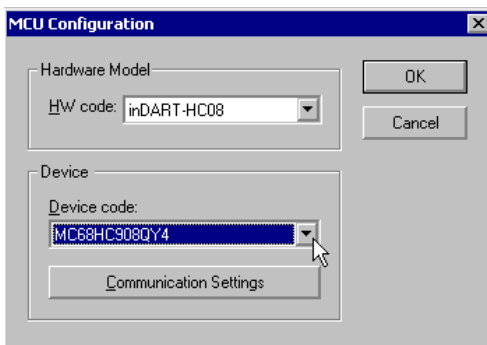 MCU Configuration
Hardware Model
HW code: inDART-HC08
OK
Cancel
Device
Device code:
MC68HC908QY4
Communication Settings